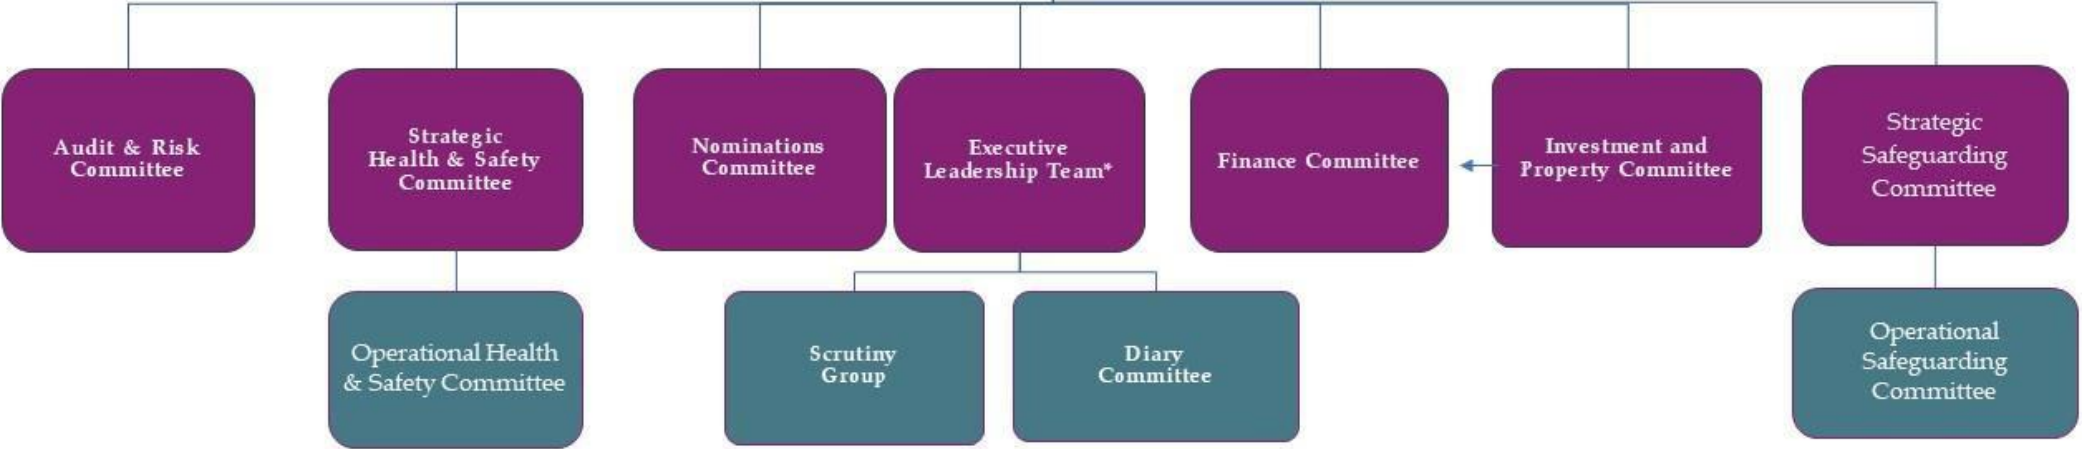 Audit & Risk
Committee
Strategic
Health & Safety
Committee
Nominations
Committee
Executive
Leadership Team*
Finance Committee
Investment and
Property Committee
Strategic
Safeguarding
Committee
Operational Health
& Safety Committee
Scrutiny
Group
Diary
Committee
Operational
Safeguarding
Committee